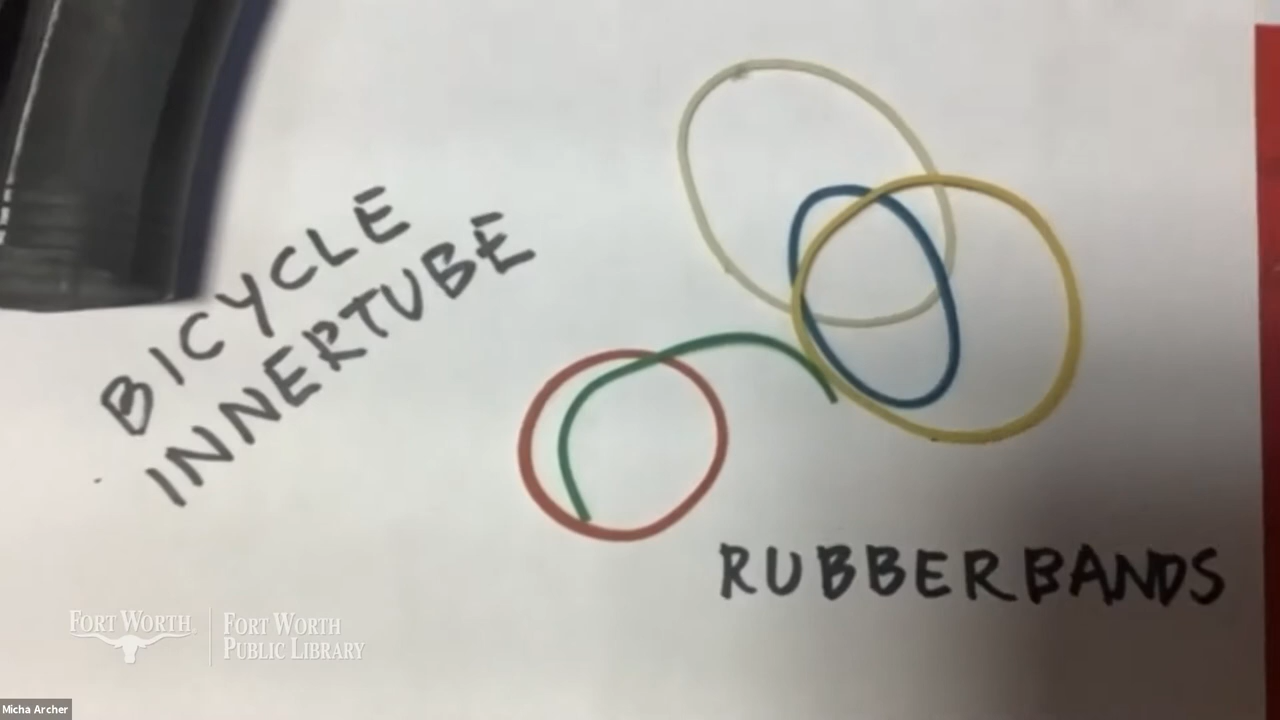 BICYCLE
INNERTUBE
RUBBERBANDS
FORT WORTH
FORT WORTH
PUBLIC LIBRARY
Micha Archer